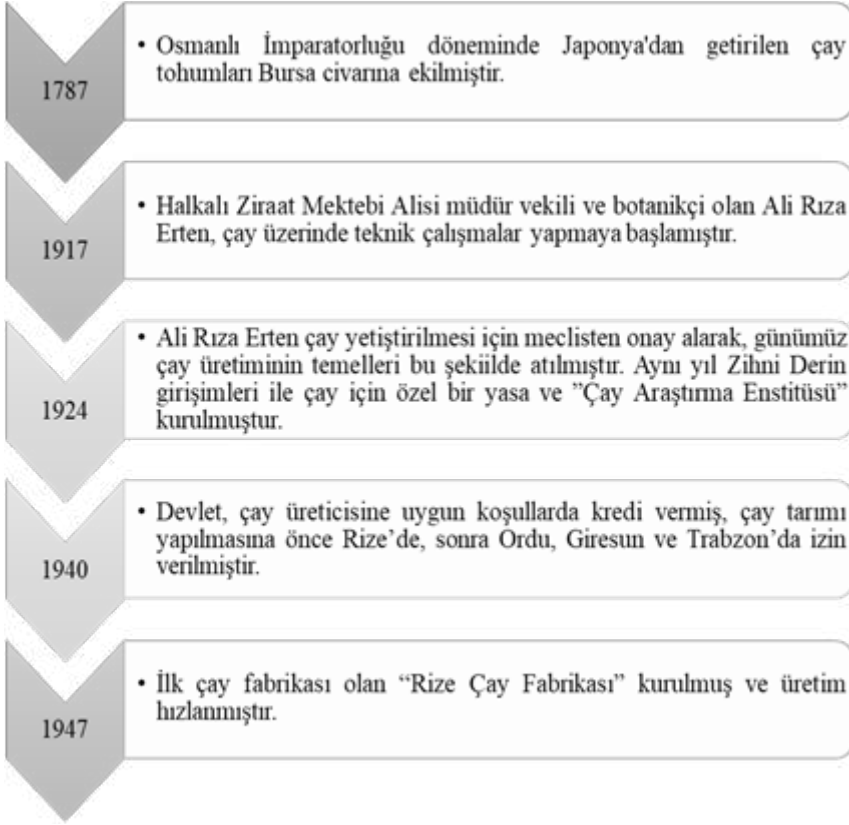 1787
• Osmanlı İmparatorluğu döneminde Japonya'dan getirilen çay
tohumları Bursa civarına ekilmiştir.
1917
• Halkalı Ziraat Mektebi Alisi müdür vekili ve botanikçi olan Ali Rıza
Erten, çay üzerinde teknik çalışmalar yapmaya başlamıştır.
1924
• Ali Rıza Erten çay yetiştirilmesi için meclisten onay alarak, günümüz
çay üretiminin temelleri bu şekiilde atılmıştır. Aynı yıl Zihni Derin
girişimleri ile çay için özel bir yasa ve ”Çay Araştırma Enstitüsü”
kurulmuştur.
1940
• Devlet, çay üreticisine uygun koşullarda kredi vermiş, çay tarımı
yapılmasına önce Rize’de, sonra Ordu, Giresun ve Trabzon’da izin
verilmiştir.
1947
• İlk çay fabrikası olan “Rize Çay Fabrikası” kurulmuş ve üretim
hızlanmıştır.